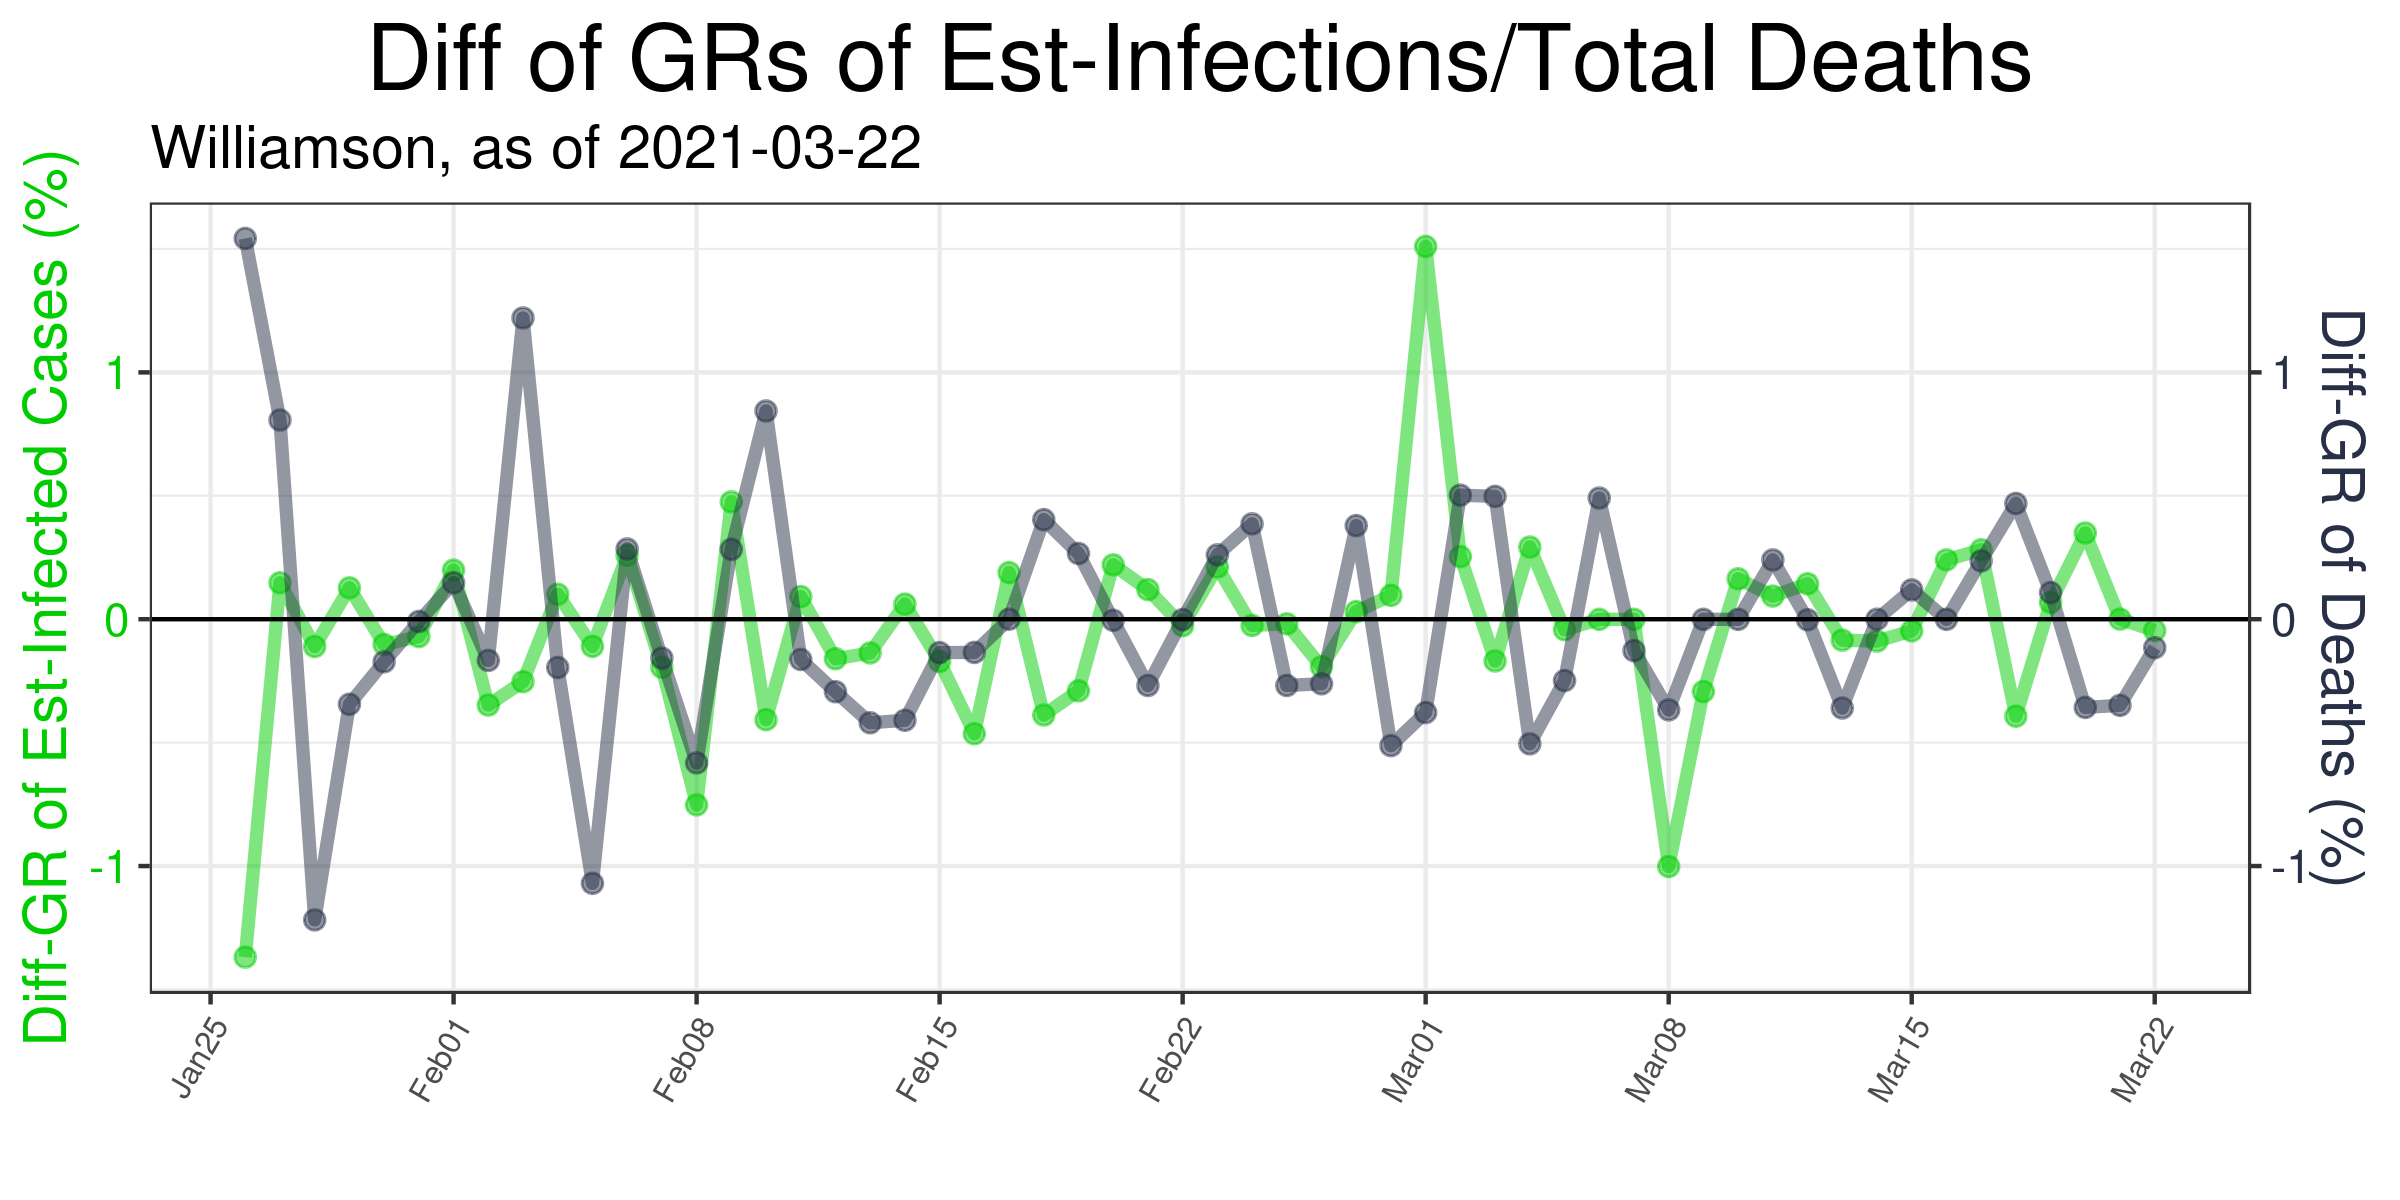 Diff of GRs of Est-Infections/Total Deaths
Williamson, as of 2021-03-22
Diff-GR of Est-Infected Cases (%)
1
0
-1
1
0
-1
Diff-GR of Deaths (%)
Jan25
Feb01
Feb08
Feb15
Feb22
Mar01
Mar08
Mar15
Mar22